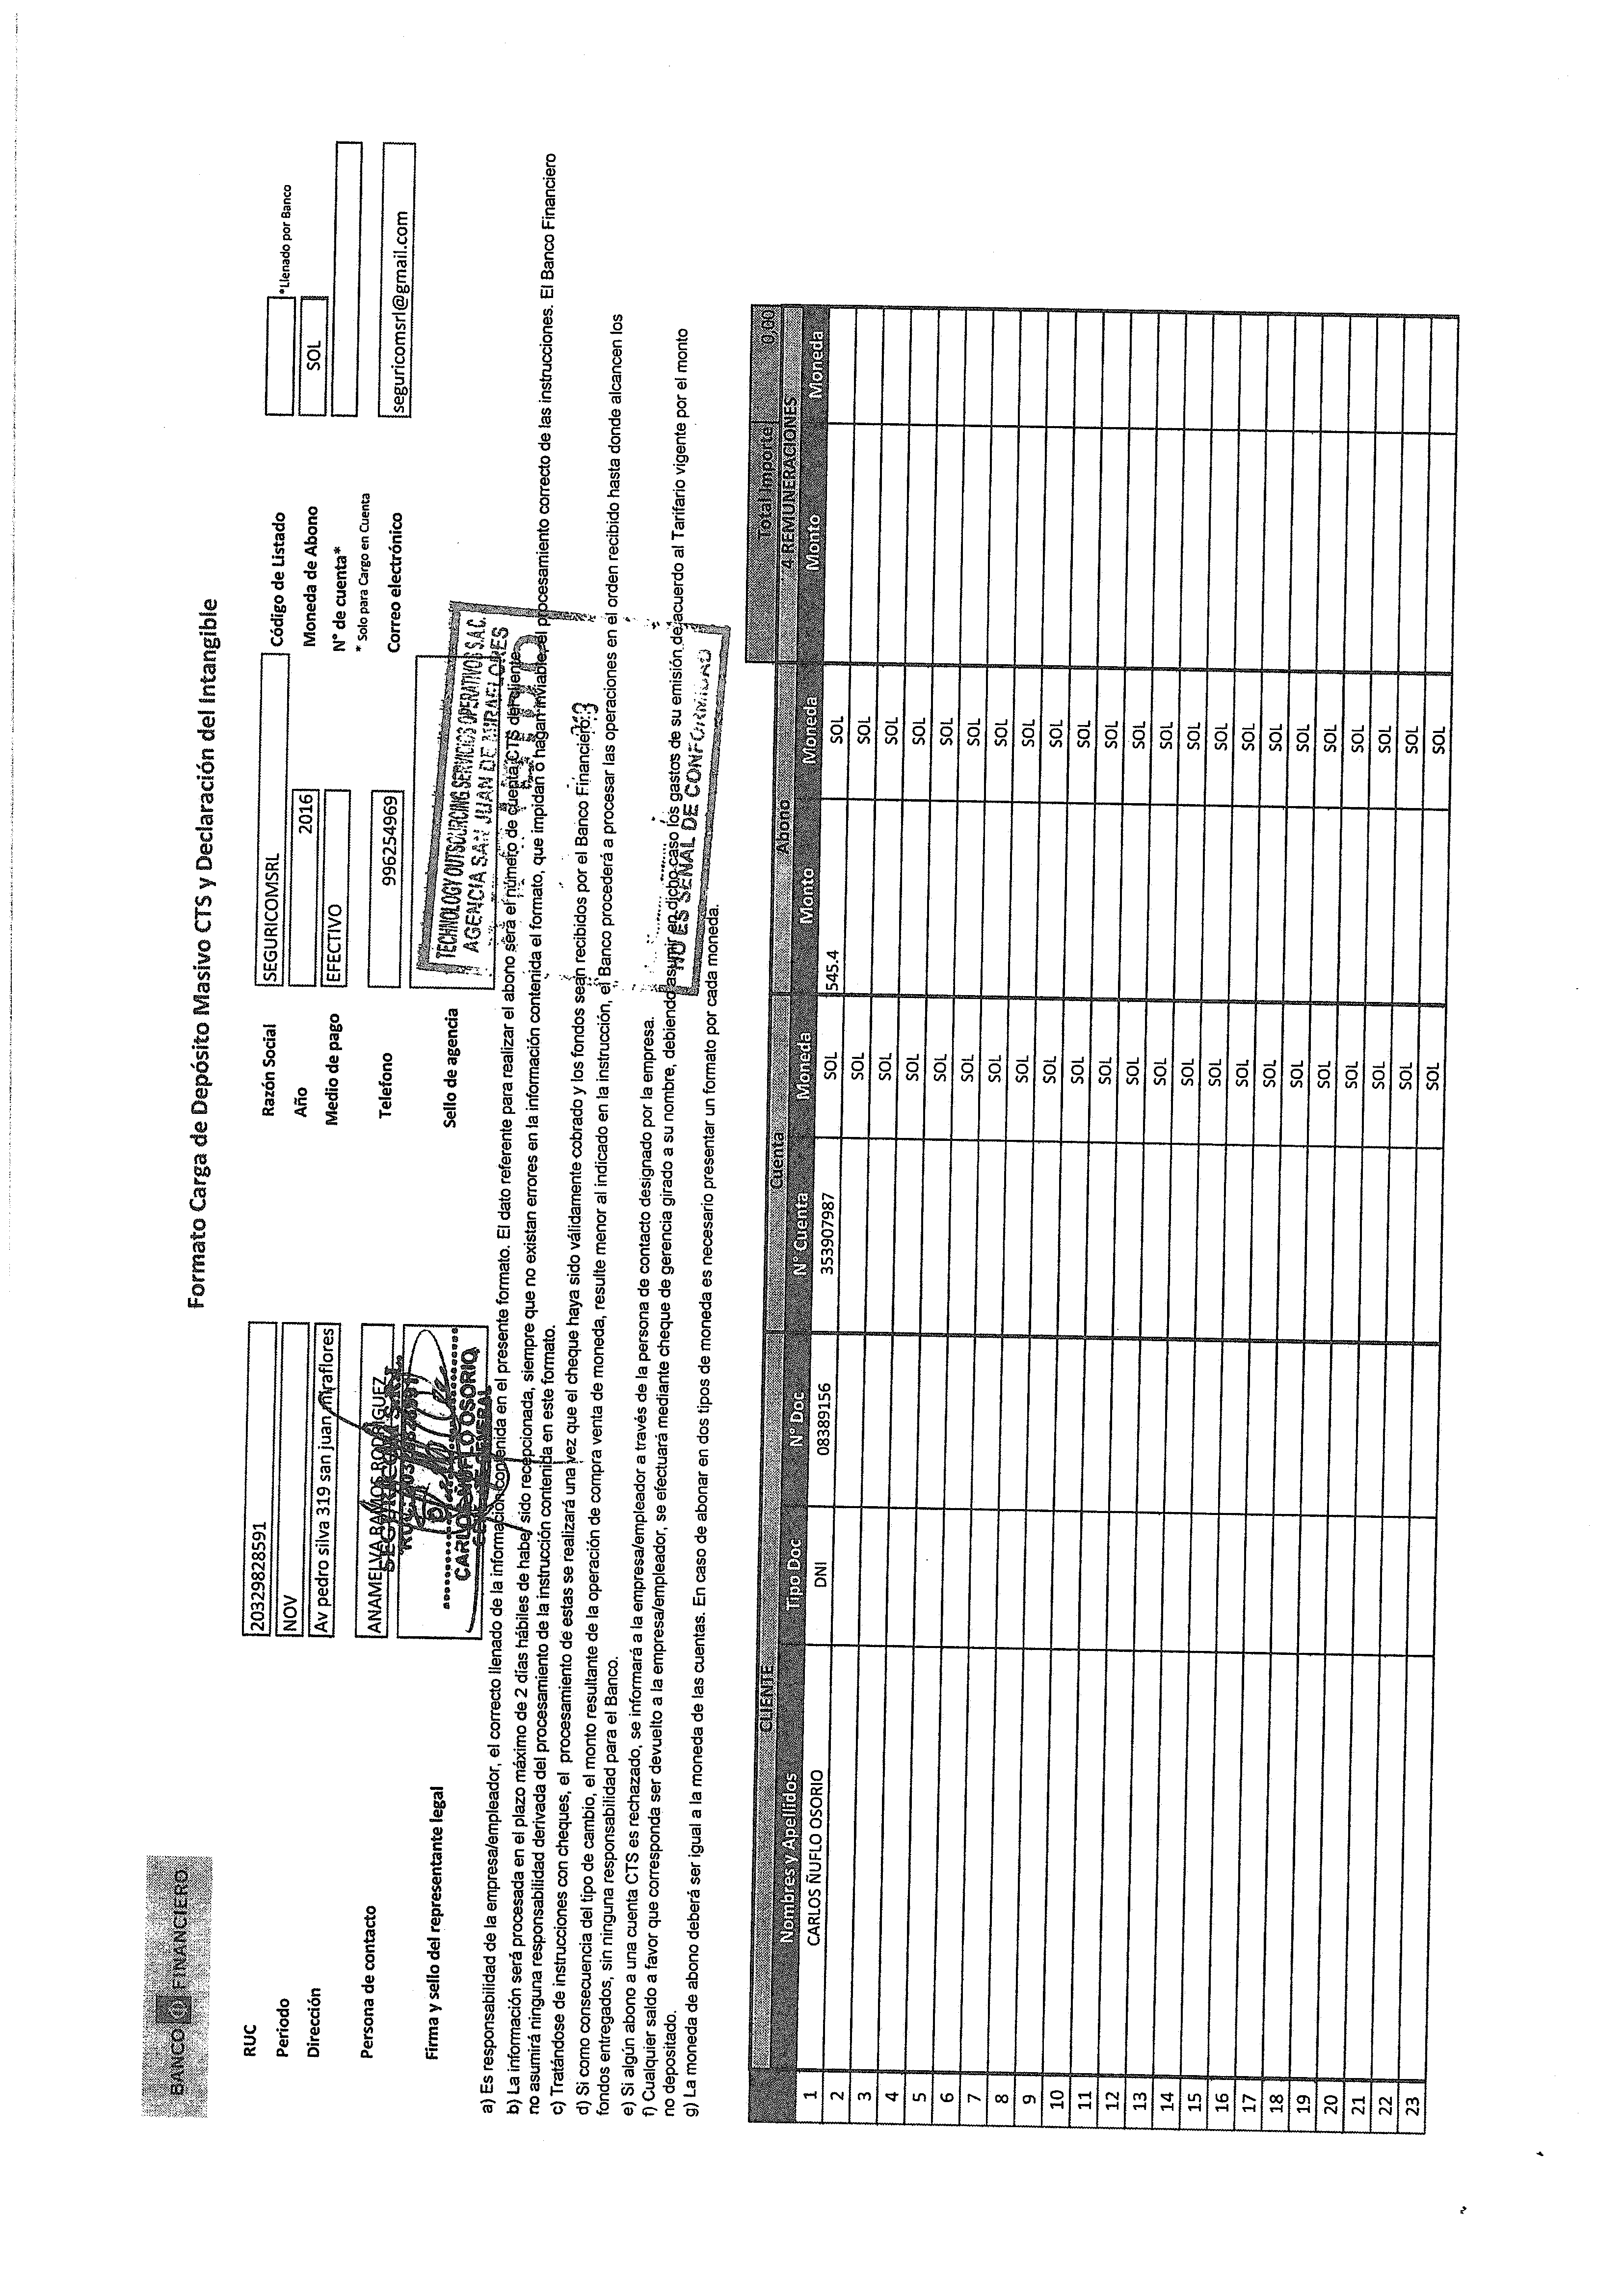 BANCO FINANCIERO
Formato Carga de Depósito Masivo CTS y Declaración del Intangible
RUC 20329828591 Razón Social SEGURICOMSRL Código de Listado *Llenado por Banco
Periodo NOV Año 2016 Moneda de Abono SOL
Dirección Av pedro silva 319 san juan miraflores Medio de pago EFECTIVO N° de cuenta*
* Solo para Cargo en Cuenta
Persona de contacto ANAMELVA RAMOS RODRIGUEZ Telefono 996254969 Correo electrónico seguricomsrl@gmail.com
SEGURICOM S.R.L.
Firma y sello del representante legal Sello de agencia
CARLOS ÑUFLO OSORIO
GERENTE GENERAL
TECHNOLOGY OUTSOURCING SERVICIOS OPERATIVOS S.A.C.
AGENCIA SAN JUAN DE MIRAFLORES
NO ES SEÑAL DE CONFORMIDAD
a) Es responsabilidad de la empresa/empleador, el correcto llenado de la información contenida en el presente formato. El dato referente para realizar el abono será el número de cuenta CTS del cliente.
b) La información será procesada en el plazo máximo de 2 días hábiles de haber sido recepcionada, siempre que no existan errores en la información contenida el formato, que impidan o hagan inviable, el procesamiento correcto de las instrucciones. El Banco Financiero
no asumirá ninguna responsabilidad derivada del procesamiento de la instrucción contenida en este formato.
c) Tratándose de instrucciones con cheques, el procesamiento de estas se realizará una vez que el cheque haya sido válidamente cobrado y los fondos sean recibidos por el Banco Financiero.
d) Si como consecuencia del tipo de cambio, el monto resultante de la operación de compra venta de moneda, resulte menor al indicado en la instrucción, el Banco procederá a procesar las operaciones en el orden recibido hasta donde alcancen los
fondos entregados, sin ninguna responsabilidad para el Banco.
e) Si algún abono a una cuenta CTS es rechazado, se informará a la empresa/empleador a través de la persona de contacto designado por la empresa.
f) Cualquier saldo a favor que corresponda ser devuelto a la empresa/empleador, se efectuará mediante cheque de gerencia girado a su nombre, debiendo asumir en dicho caso los gastos de su emisión de acuerdo al Tarifario vigente por el monto
no depositado.
g) La moneda de abono deberá ser igual a la moneda de las cuentas. En caso de abonar en dos tipos de moneda es necesario presentar un formato por cada moneda.
Total Importe 0,00
CLIENTE Cuenta Abono 4 REMUNERACIONES
Nombres y Apellidos Tipo Doc N° Doc N° Cuenta Moneda Monto Moneda Monto Moneda
1 CARLOS ÑUFLO OSORIO DNI 08389156 353907987 SOL 545.4 SOL
2 SOL SOL
3 SOL SOL
4 SOL SOL
5 SOL SOL
6 SOL SOL
7 SOL SOL
8 SOL SOL
9 SOL SOL
10 SOL SOL
11 SOL SOL
12 SOL SOL
13 SOL SOL
14 SOL SOL
15 SOL SOL
16 SOL SOL
17 SOL SOL
18 SOL SOL
19 SOL SOL
20 SOL SOL
21 SOL SOL
22 SOL SOL
23 SOL SOL